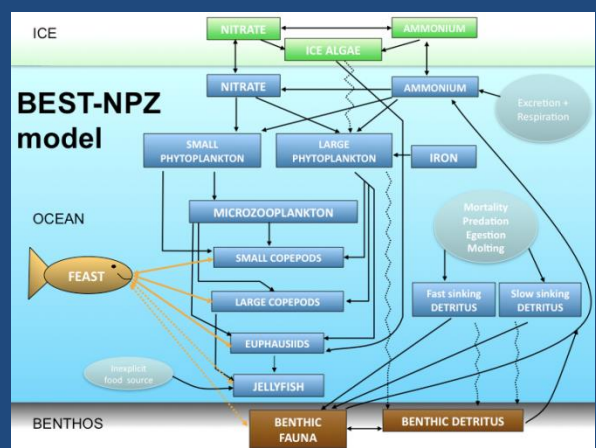 ICE
NITRATE
AMMONIUM
ICE ALGAE
BEST-NPZ
model
NITRATE
AMMONIUM
Excretion +
Respiration
SMALL
PHYTOPLANKTON
LARGE
PHYTOPLANKTON
IRON
OCEAN
MICROZOOPLANKTON
Mortality
Predation
Egestion
Molting
SMALL COPEPODS
FEAST
LARGE COPEPODS
Fast sinking
DETRITUS
Slow sinking
DETRITUS
EUPHAUSIIDS
Inexplicit
food source
JELLYFISH
BENTHOS
BENTHIC
FAUNA
BENTHIC DETRITUS